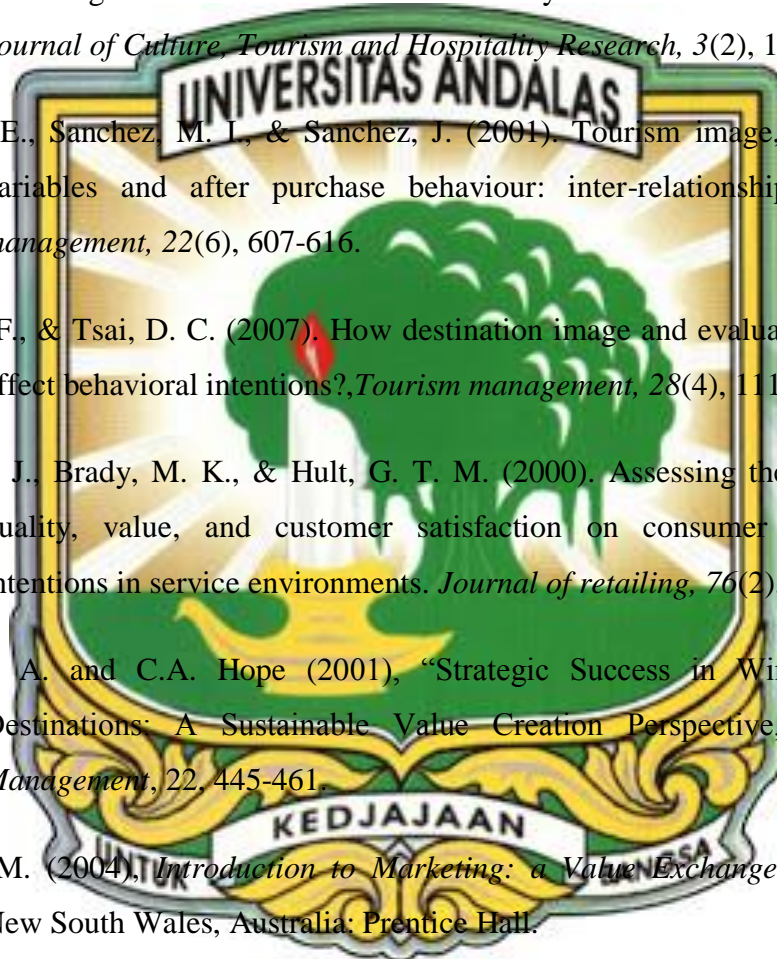 ournal of Culture, Tourism and Hospitality Research, 3(2), 1
UNIVERSITAS ANDALAS
E., Sanchez, M. I., & Sanchez, J. (2001). Tourism image,
ariables and after purchase behaviour: inter-relationship
anagement, 22(6), 607-616.
F., & Tsai, D. C. (2007). How destination image and evalua
ffect behavioral intentions?,Tourism management, 28(4), 111
J., Brady, M. K., & Hult, G. T. M. (2000). Assessing the
uality, value, and customer satisfaction on consumer
ntentions in service environments. Journal of retailing, 76(2)
A. and C.A. Hope (2001), “Strategic Success in Wi
Destinations: A Sustainable Value Creation Perspective,
Management, 22, 445-461.
KEDJAJAAN
UNTUK BANGSA
M. (2004), Introduction to Marketing: a Value Exchange
New South Wales, Australia: Prentice Hall.